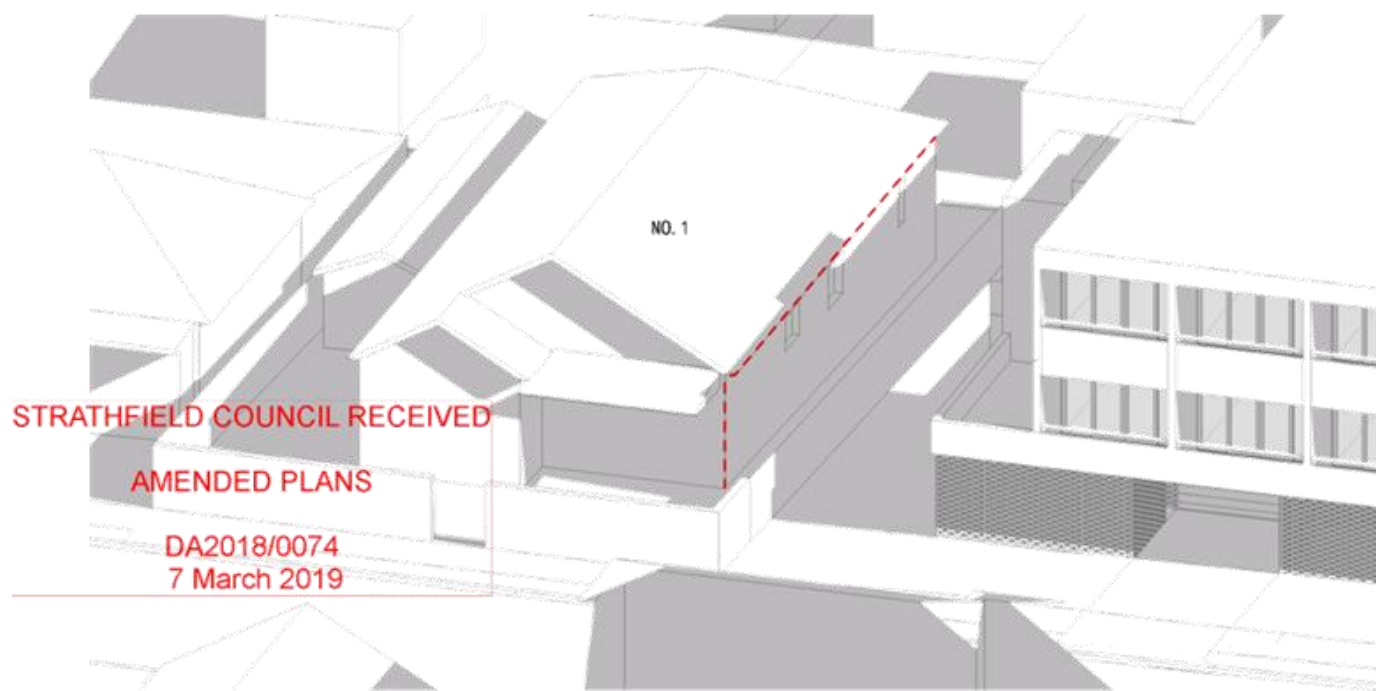 NO. 1
STRATHFIELD COUNCIL RECEIVED
AMENDED PLANS
DA2018/0074
7 March 2019